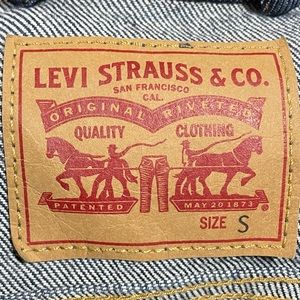 LEVI STRAUSS & CO.
SAN FRANCISCO
CAL.
ORIGINAL RIVETED
QUALITY CLOTHING
PATENTED MAY 20 1873
SIZE S